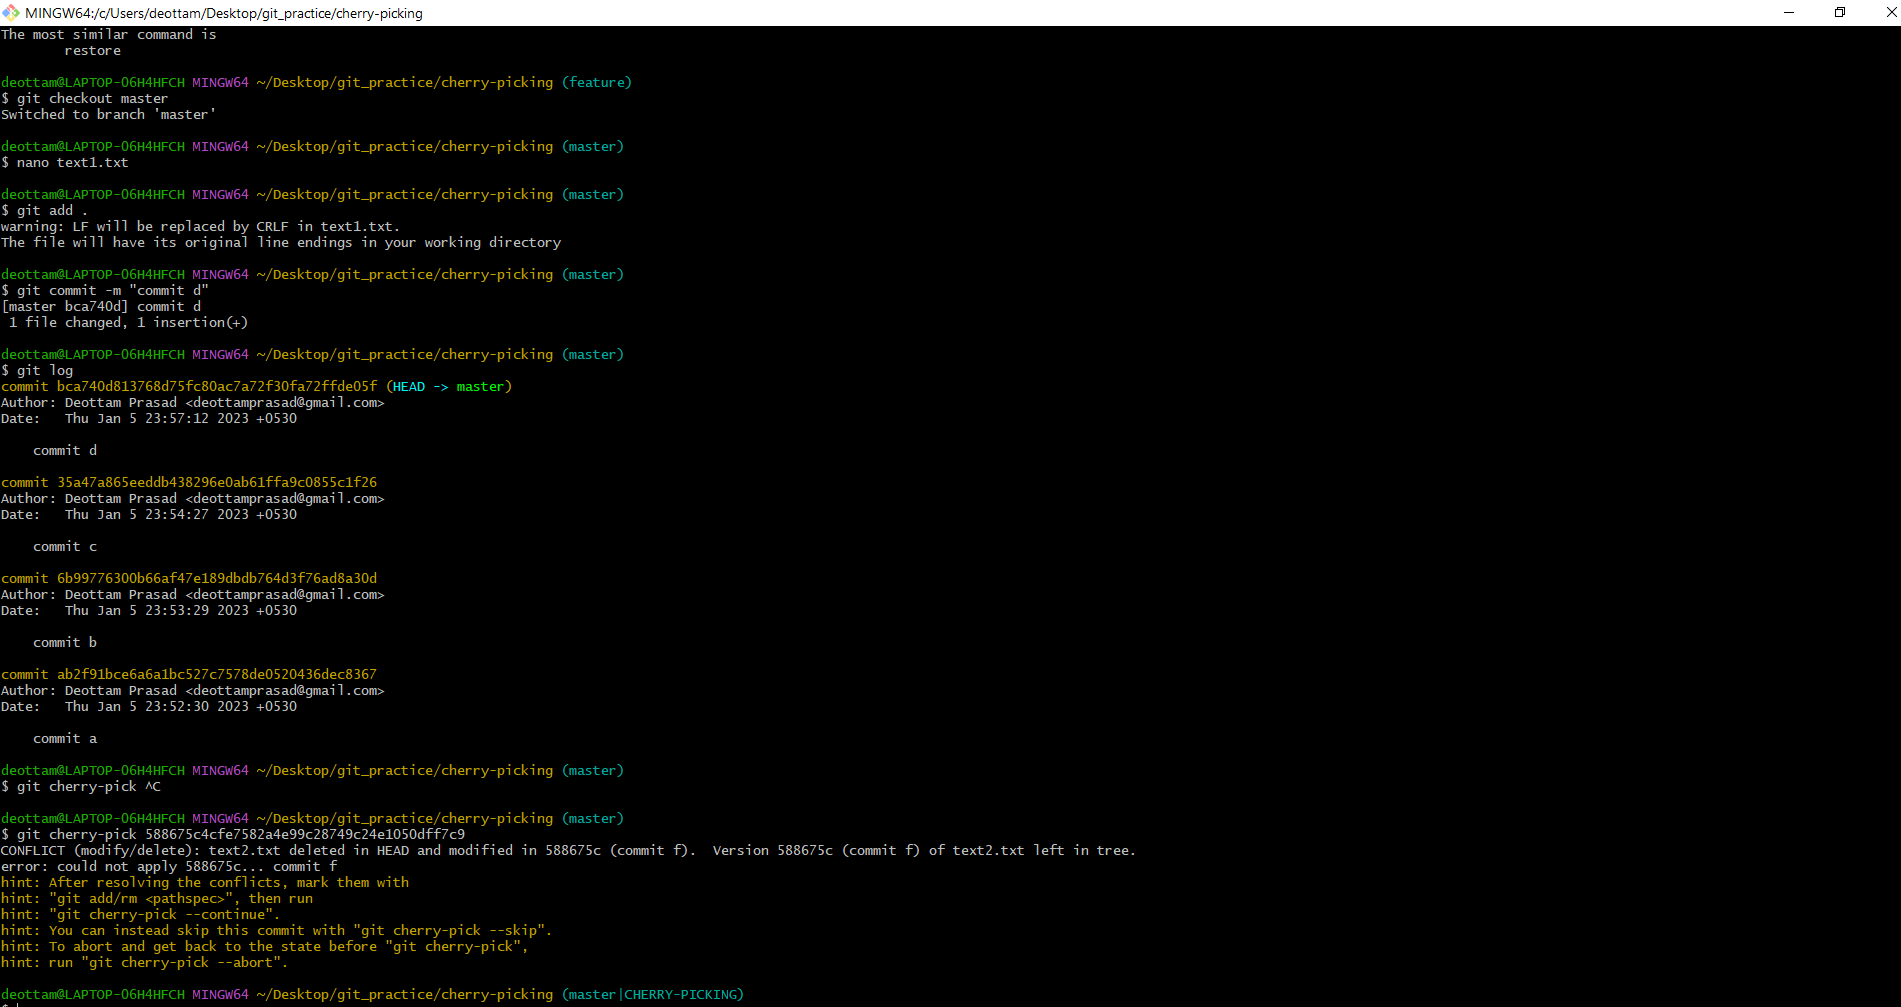 MINGW64:/c/Users/deottam/Desktop/git_practice/cherry-picking
The most similar command is
restore
deottam@LAPTOP-O6H4HFCH MINGW64 ~/Desktop/git_practice/cherry-picking (feature)
$ git checkout master
Switched to branch 'master'
deottam@LAPTOP-O6H4HFCH MINGW64 ~/Desktop/git_practice/cherry-picking (master)
$ nano text1.txt
deottam@LAPTOP-O6H4HFCH MINGW64 ~/Desktop/git_practice/cherry-picking (master)
$ git add .
warning: LF will be replaced by CRLF in text1.txt.
The file will have its original line endings in your working directory
deottam@LAPTOP-O6H4HFCH MINGW64 ~/Desktop/git_practice/cherry-picking (master)
$ git commit -m "commit d"
[master bca740d] commit d
1 file changed, 1 insertion(+)
deottam@LAPTOP-O6H4HFCH MINGW64 ~/Desktop/git_practice/cherry-picking (master)
$ git log
commit bca740d813768d75fc80ac7a72f30fa72ffde05f (HEAD -> master)
Author: Deottam Prasad <deottamprasad@gmail.com>
Date:   Thu Jan 5 23:57:12 2023 +0530
commit d
commit 35a47a865eeddb438296e0ab61ffa9c0855c1f26
Author: Deottam Prasad <deottamprasad@gmail.com>
Date:   Thu Jan 5 23:54:27 2023 +0530
commit c
commit 6b99776300b66af47e189dbdb764d3f76ad8a30d
Author: Deottam Prasad <deottamprasad@gmail.com>
Date:   Thu Jan 5 23:53:29 2023 +0530
commit b
commit ab2f91bce6a6a1bc527c7578de0520436dec8367
Author: Deottam Prasad <deottamprasad@gmail.com>
Date:   Thu Jan 5 23:52:30 2023 +0530
commit a
deottam@LAPTOP-O6H4HFCH MINGW64 ~/Desktop/git_practice/cherry-picking (master)
$ git cherry-pick ^C
deottam@LAPTOP-O6H4HFCH MINGW64 ~/Desktop/git_practice/cherry-picking (master)
$ git cherry-pick 588675c4cfe7582a4e99c28749c24e1050dff7c9
CONFLICT (modify/delete): text2.txt deleted in HEAD and modified in 588675c (commit f).  Version 588675c (commit f) of text2.txt left in tree.
error: could not apply 588675c... commit f
hint: After resolving the conflicts, mark them with
hint: "git add/rm <pathspec>", then run
hint: "git cherry-pick --continue".
hint: You can instead skip this commit with "git cherry-pick --skip".
hint: To abort and get back to the state before "git cherry-pick",
hint: run "git cherry-pick --abort".
deottam@LAPTOP-O6H4HFCH MINGW64 ~/Desktop/git_practice/cherry-picking (master|CHERRY-PICKING)
$